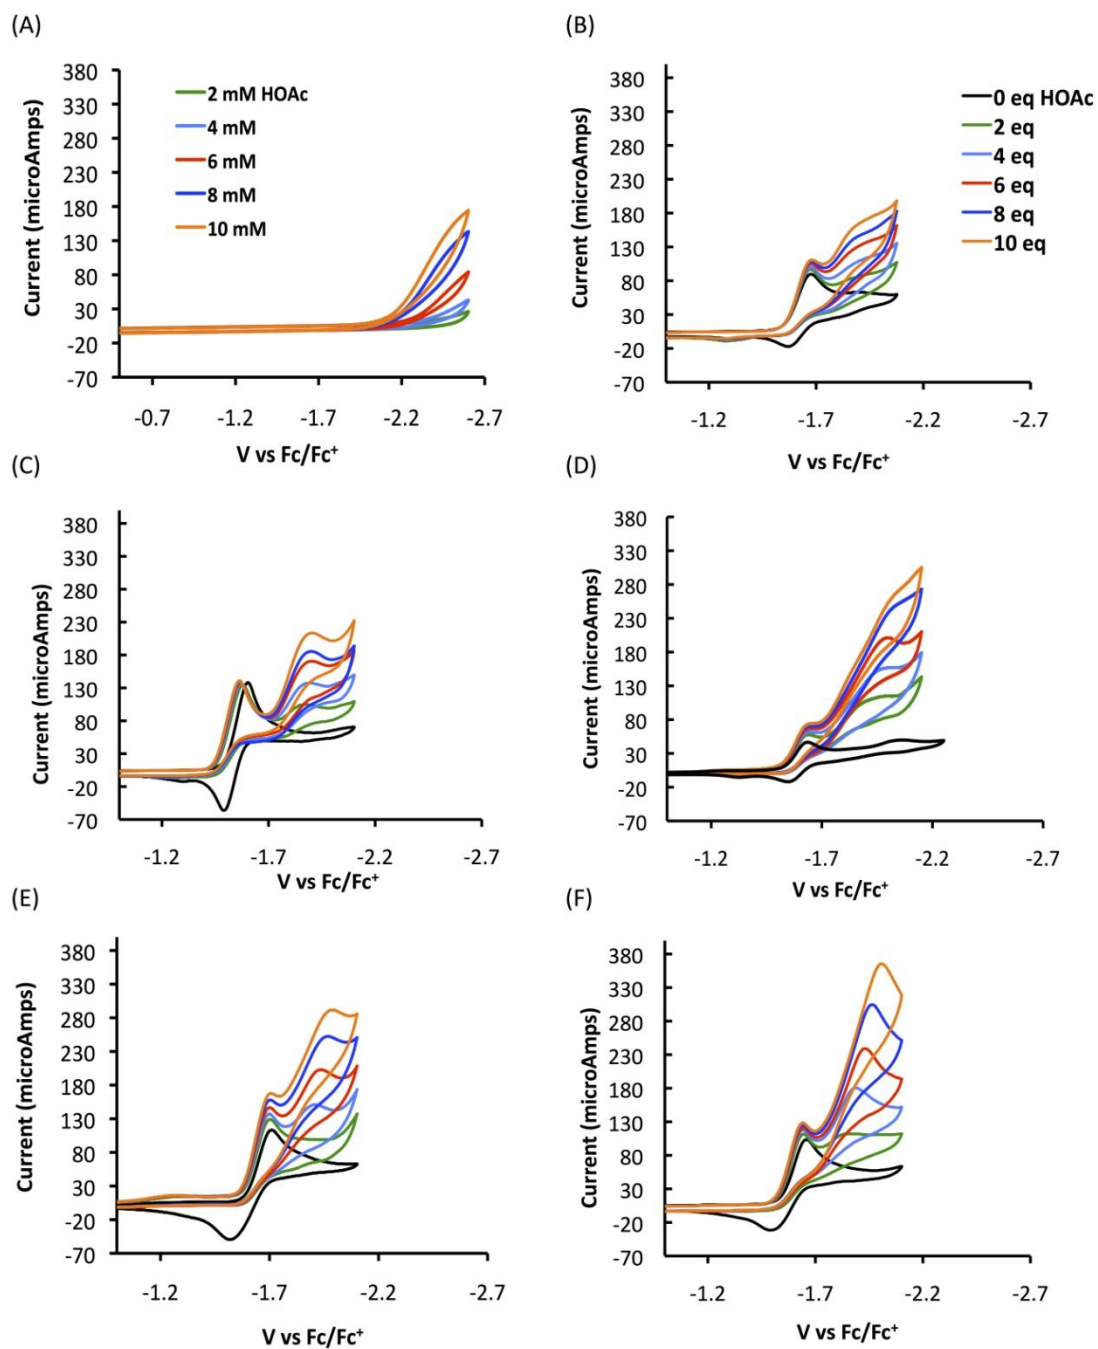 (A)
380
330
280
230
180
130
80
30
-20
-70
Current (microAmps)
2 mM HOAc
4 mM
6 mM
8 mM
10 mM
-0.7 -1.2 -1.7 -2.2 -2.7
V vs Fc/Fc⁺
(B)
380
330
280
230
180
130
80
30
-20
-70
Current (microAmps)
0 eq HOAc
2 eq
4 eq
6 eq
8 eq
10 eq
-1.2 -1.7 -2.2 -2.7
V vs Fc/Fc⁺
(C)
380
330
280
230
180
130
80
30
-20
-70
Current (microAmps)
-1.2 -1.7 -2.2 -2.7
V vs Fc/Fc⁺
(D)
380
330
280
230
180
130
80
30
-20
-70
Current (microAmps)
-1.2 -1.7 -2.2 -2.7
V vs Fc/Fc⁺
(E)
380
330
280
230
180
130
80
30
-20
-70
Current (microAmps)
-1.2 -1.7 -2.2 -2.7
V vs Fc/Fc⁺
(F)
380
330
280
230
180
130
80
30
-20
-70
Current (microAmps)
-1.2 -1.7 -2.2 -2.7
V vs Fc/Fc⁺